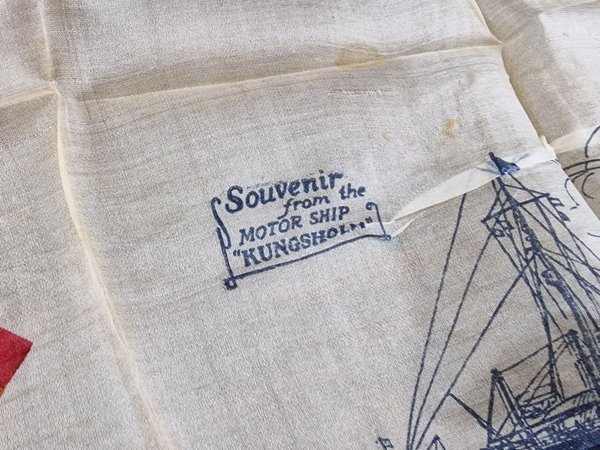 Souvenir
from the
MOTOR SHIP
"KUNGSHOLM"